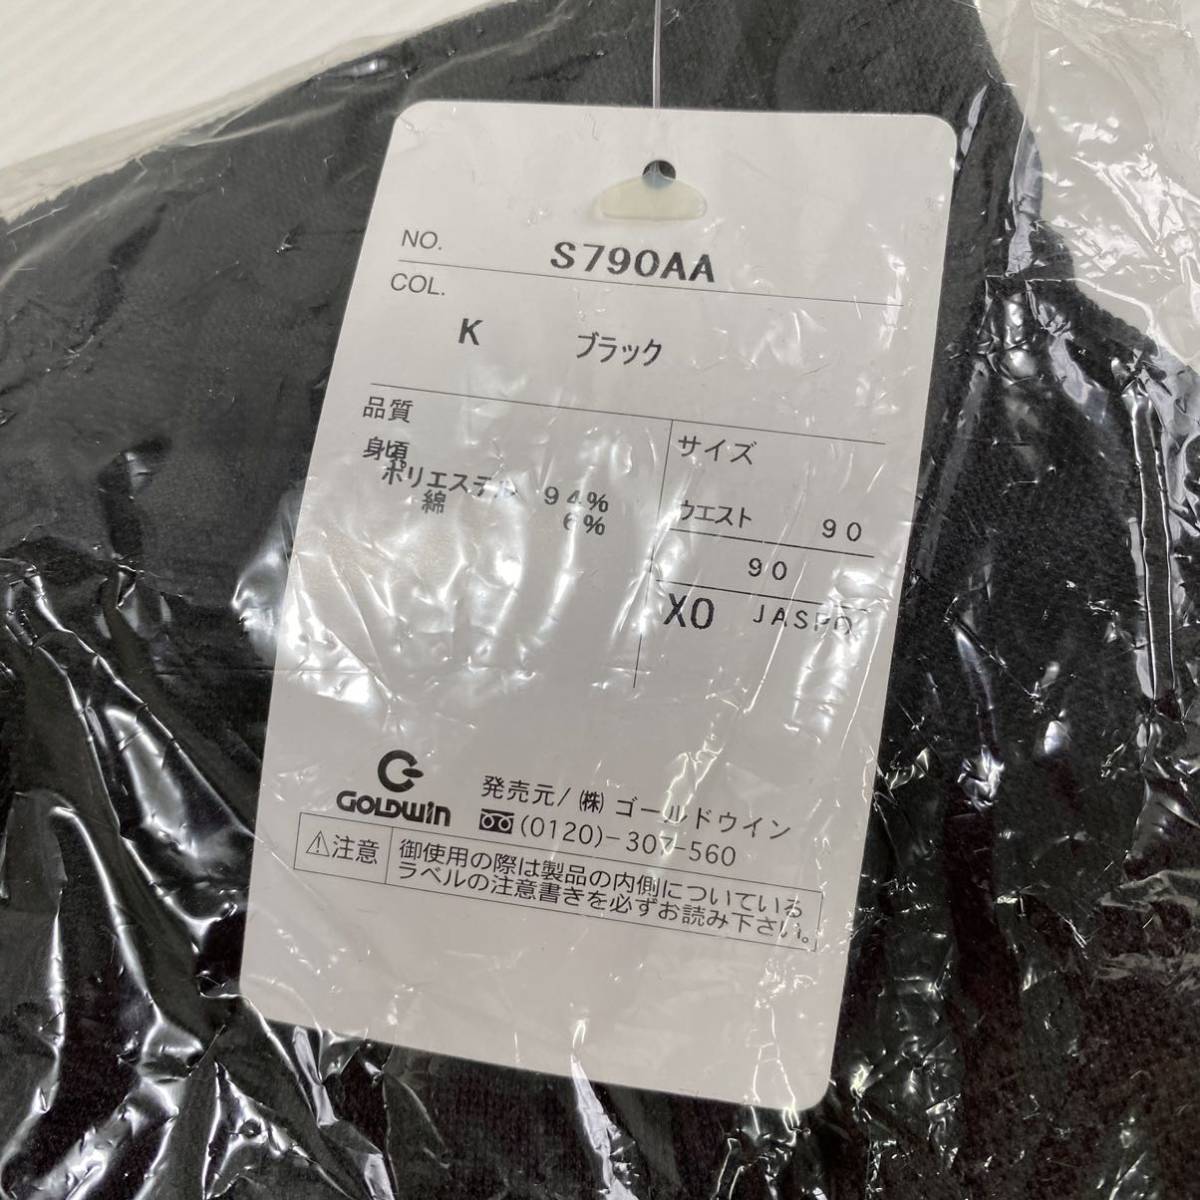 NO. S790AA
COL.
K ブラック
品質
身頃
ポリエステル 94%
綿 6%
サイズ
ウエスト 90
90
XO JASPO
GOLDWIN
発売元/㈱ゴールドウイン
(0120)-307-560
注意
御使用の際は製品の内側についている
ラベルの注意書きを必ずお読み下さい。